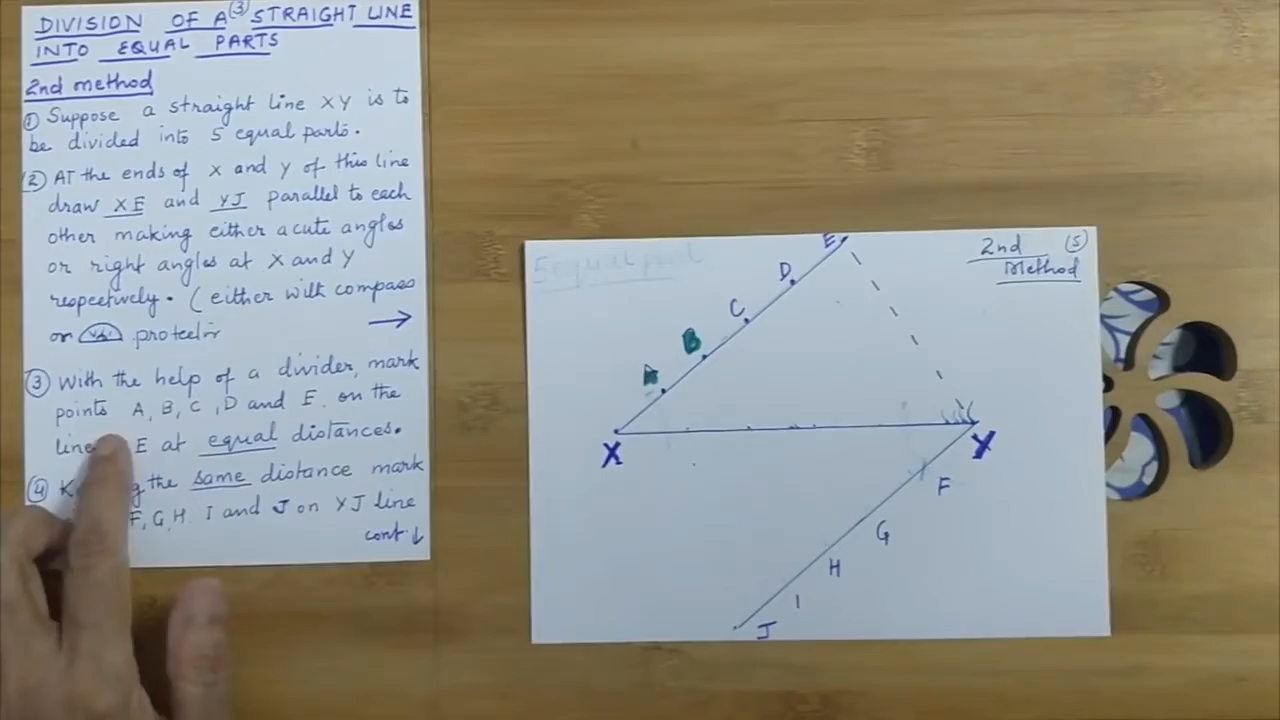 DIVISION OF A (3) STRAIGHT LINE
INTO EQUAL PARTS
2nd method
① Suppose a straight line XY is to
be divided into 5 equal parts.
(2) AT the ends of X and Y of this line
draw XE and YJ parallel to each
other making either acute angles
or right angles at X and Y
respectively. (either with compass
or protector
③ With the help of a divider, mark
points A, B, C, D and E. on the
line E at equal distances.
④ the same distance mark
F, G, H. I and J on YJ line
cont.↓
5 equal part
2nd (5)
Method
E
D
C
B
A
X
Y
F
G
H
I
J